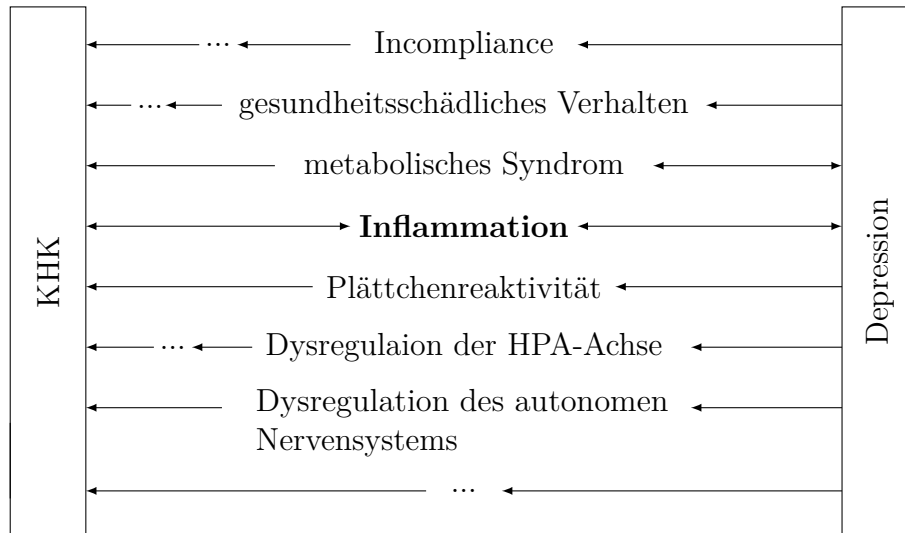 ... Incompliance
... gesundheitsschädliches Verhalten
metabolisches Syndrom
Inflammation
KHK
Depression
Plättchenreaktivität
... Dysregulaion der HPA-Achse
Dysregulation des autonomen
Nervensystems
...